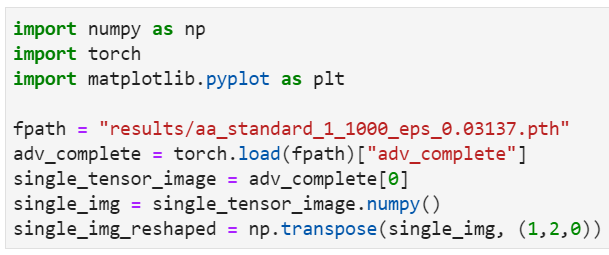 import numpy as np
import torch
import matplotlib.pyplot as plt
fpath = "results/aa_standard_1_1000_eps_0.03137.pth"
adv_complete = torch.load(fpath)["adv_complete"]
single_tensor_image = adv_complete[0]
single_img = single_tensor_image.numpy()
single_img_reshaped = np.transpose(single_img, (1,2,0))